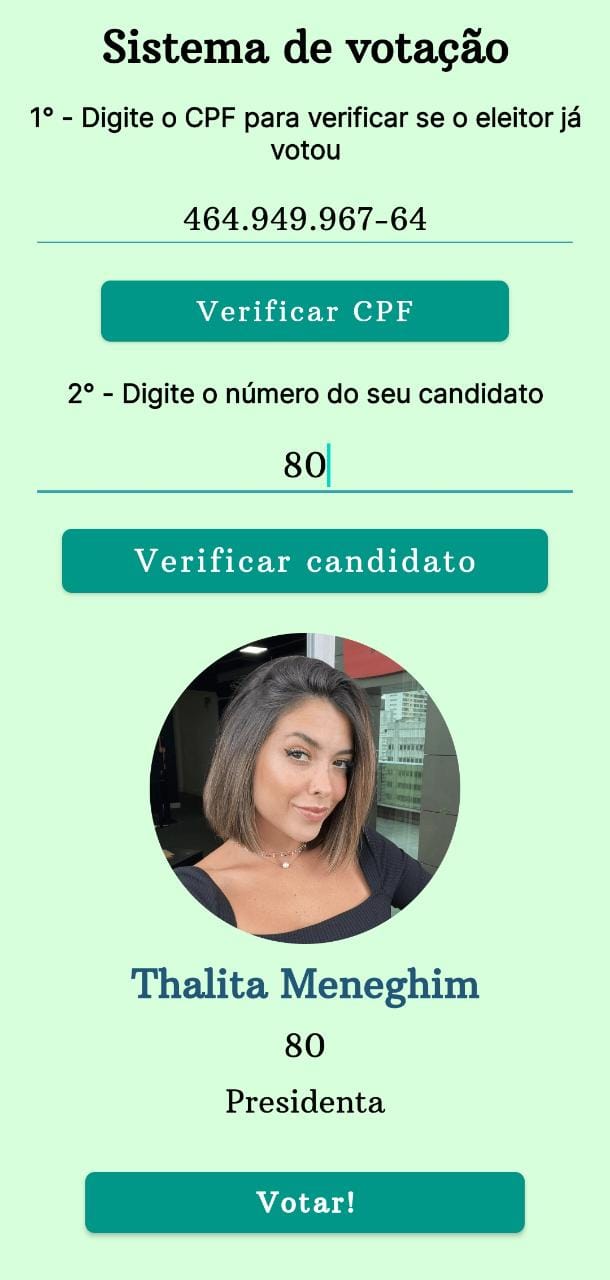 Sistema de votação
1° - Digite o CPF para verificar se o eleitor já
votou
464.949.967-64
Verificar CPF
2° - Digite o número do seu candidato
80
Verificar candidato
Thalita Meneghim
80
Presidenta
Votar!